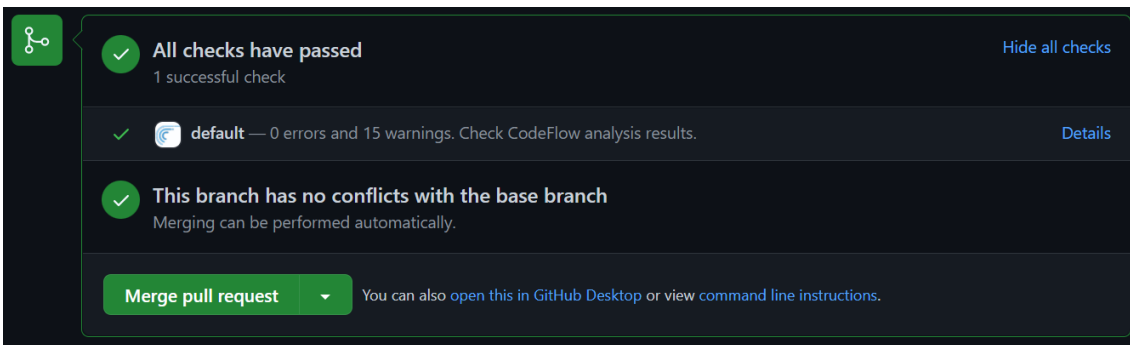 All checks have passed
Hide all checks
1 successful check
default — 0 errors and 15 warnings. Check CodeFlow analysis results.
Details
This branch has no conflicts with the base branch
Merging can be performed automatically.
Merge pull request
You can also open this in GitHub Desktop or view command line instructions.